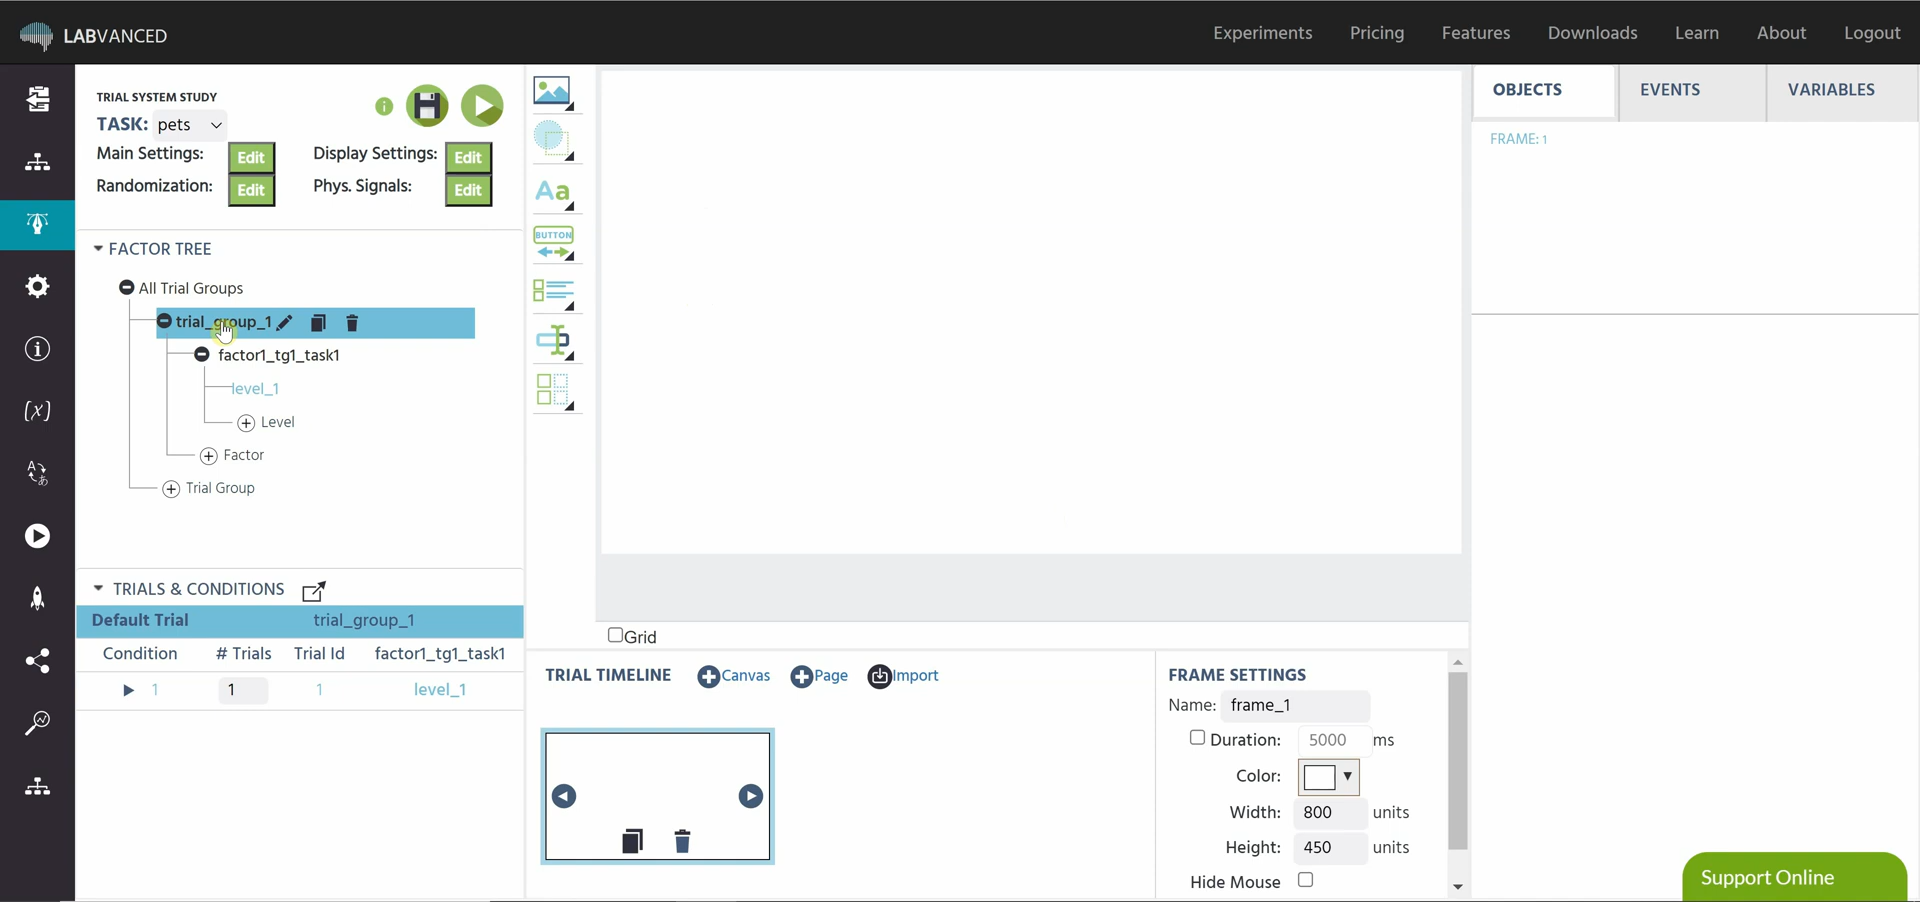 LABVANCED
Experiments Pricing Features Downloads Learn About Logout
TRIAL SYSTEM STUDY
TASK: pets
Main Settings: Edit Display Settings: Edit
Randomization: Edit Phys. Signals: Edit
FACTOR TREE
All Trial Groups
trial_group_1
factor1_tg1_task1
level_1
Level
Factor
Trial Group
TRIALS & CONDITIONS
Default Trial trial_group_1
Condition # Trials Trial Id factor1_tg1_task1
1 1 1 level_1
Aa
BUTTON
Grid
TRIAL TIMELINE Canvas Page Import
FRAME SETTINGS
Name: frame_1
Duration: 5000 ms
Color:
Width: 800 units
Height: 450 units
Hide Mouse
OBJECTS EVENTS VARIABLES
FRAME: 1
Support Online